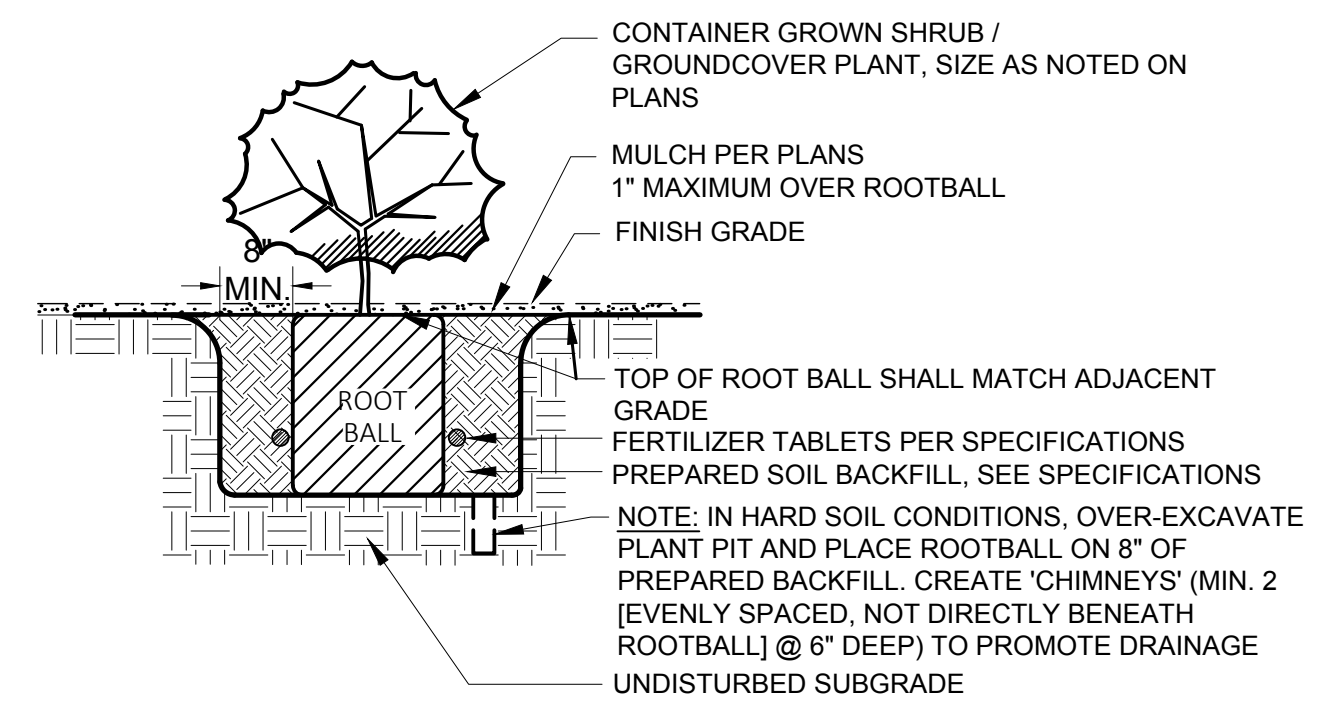 CONTAINER GROWN SHRUB /
GROUNDCOVER PLANT, SIZE AS NOTED ON
PLANS
MULCH PER PLANS
1" MAXIMUM OVER ROOTBALL
FINISH GRADE
8"
MIN.
TOP OF ROOT BALL SHALL MATCH ADJACENT
GRADE
ROOT
BALL
FERTILIZER TABLETS PER SPECIFICATIONS
PREPARED SOIL BACKFILL, SEE SPECIFICATIONS
NOTE: IN HARD SOIL CONDITIONS, OVER-EXCAVATE
PLANT PIT AND PLACE ROOTBALL ON 8" OF
PREPARED BACKFILL. CREATE 'CHIMNEYS' (MIN. 2
[EVENLY SPACED, NOT DIRECTLY BENEATH
ROOTBALL] @ 6" DEEP) TO PROMOTE DRAINAGE
UNDISTURBED SUBGRADE